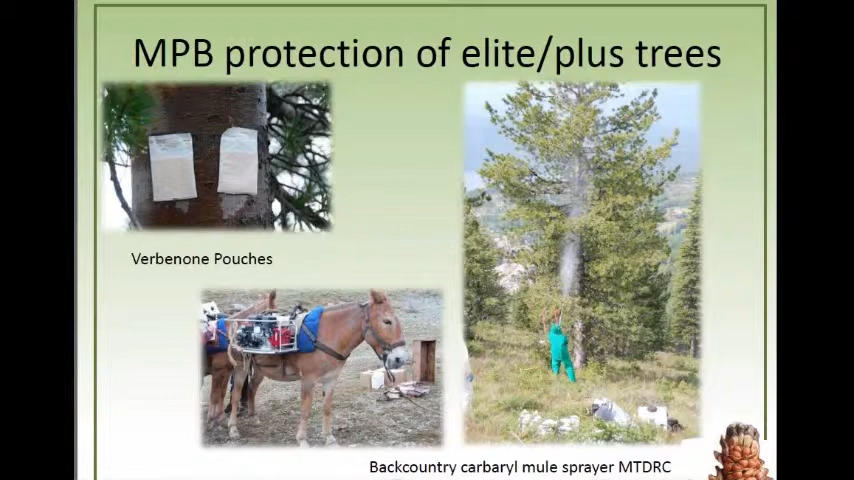 MPB protection of elite/plus trees
Verbenone Pouches
Backcountry carbaryl mule sprayer MTDRC